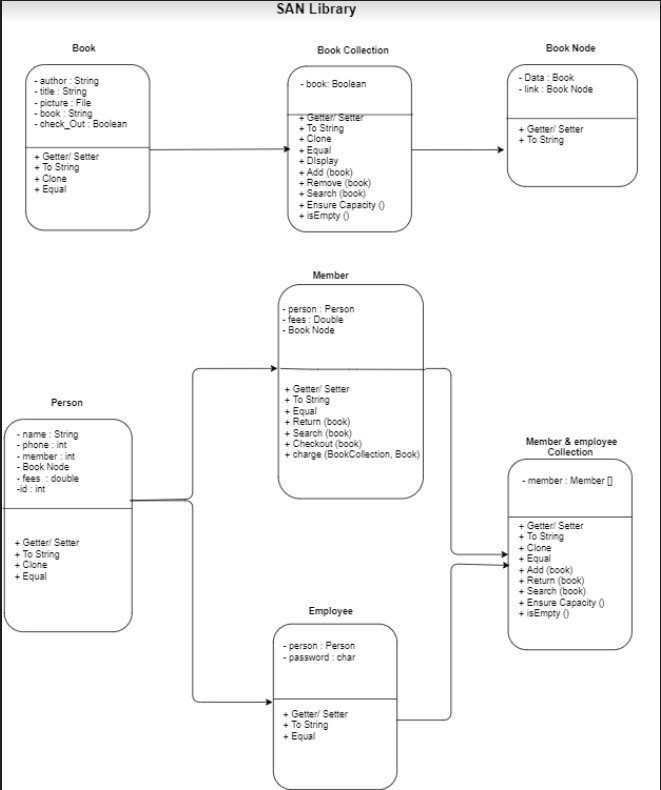 SAN Library
Book
- author : String
- title : String
- picture : File
- book : String
- check_Out : Boolean
+ Getter/ Setter
+ To String
+ Clone
+ Equal
Book Collection
- book: Boolean
+ Getter/ Setter
+ To String
+ Clone
+ Equal
+ DIsplay
+ Add (book)
+ Remove (book)
+ Search (book)
+ Ensure Capacity ()
+ isEmpty ()
Book Node
- Data : Book
- link : Book Node
+ Getter/ Setter
+ To String
Member
- person : Person
- fees : Double
- Book Node
+ Getter/ Setter
+ To String
+ Equal
+ Return (book)
+ Search (book)
+ Checkout (book)
+ charge (BookCollection, Book)
Person
- name : String
- phone : int
- member : int
- Book Node
- fees : double
-id : int
+ Getter/ Setter
+ To String
+ Clone
+ Equal
Member & employee
Collection
- member : Member []
+ Getter/ Setter
+ To String
+ Clone
+ Equal
+ Add (book)
+ Return (book)
+ Search (book)
+ Ensure Capacity ()
+ isEmpty ()
Employee
- person : Person
- password : char
+ Getter/ Setter
+ To String
+ Equal